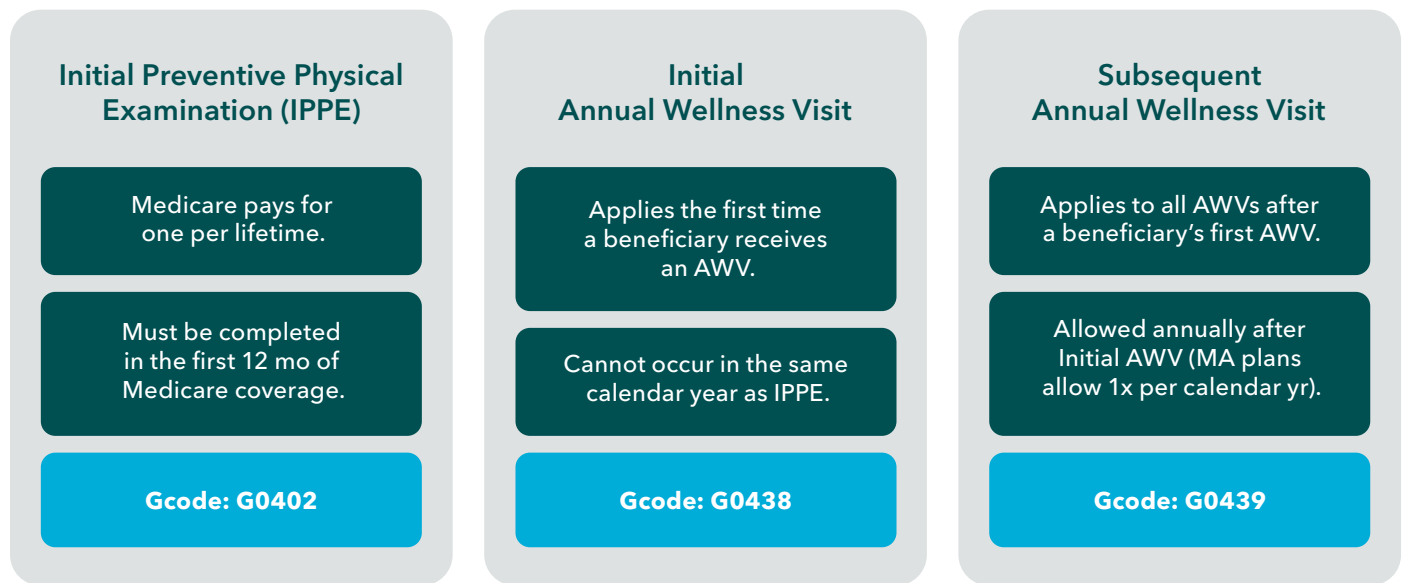 Initial Preventive Physical
Examination (IPPE)
Medicare pays for
one per lifetime.
Must be completed
in the first 12 mo of
Medicare coverage.
Gcode: G0402
Initial
Annual Wellness Visit
Applies the first time
a beneficiary receives
an AWV.
Cannot occur in the same
calendar year as IPPE.
Gcode: G0438
Subsequent
Annual Wellness Visit
Applies to all AWVs after
a beneficiary’s first AWV.
Allowed annually after
Initial AWV (MA plans
allow 1x per calendar yr).
Gcode: G0439